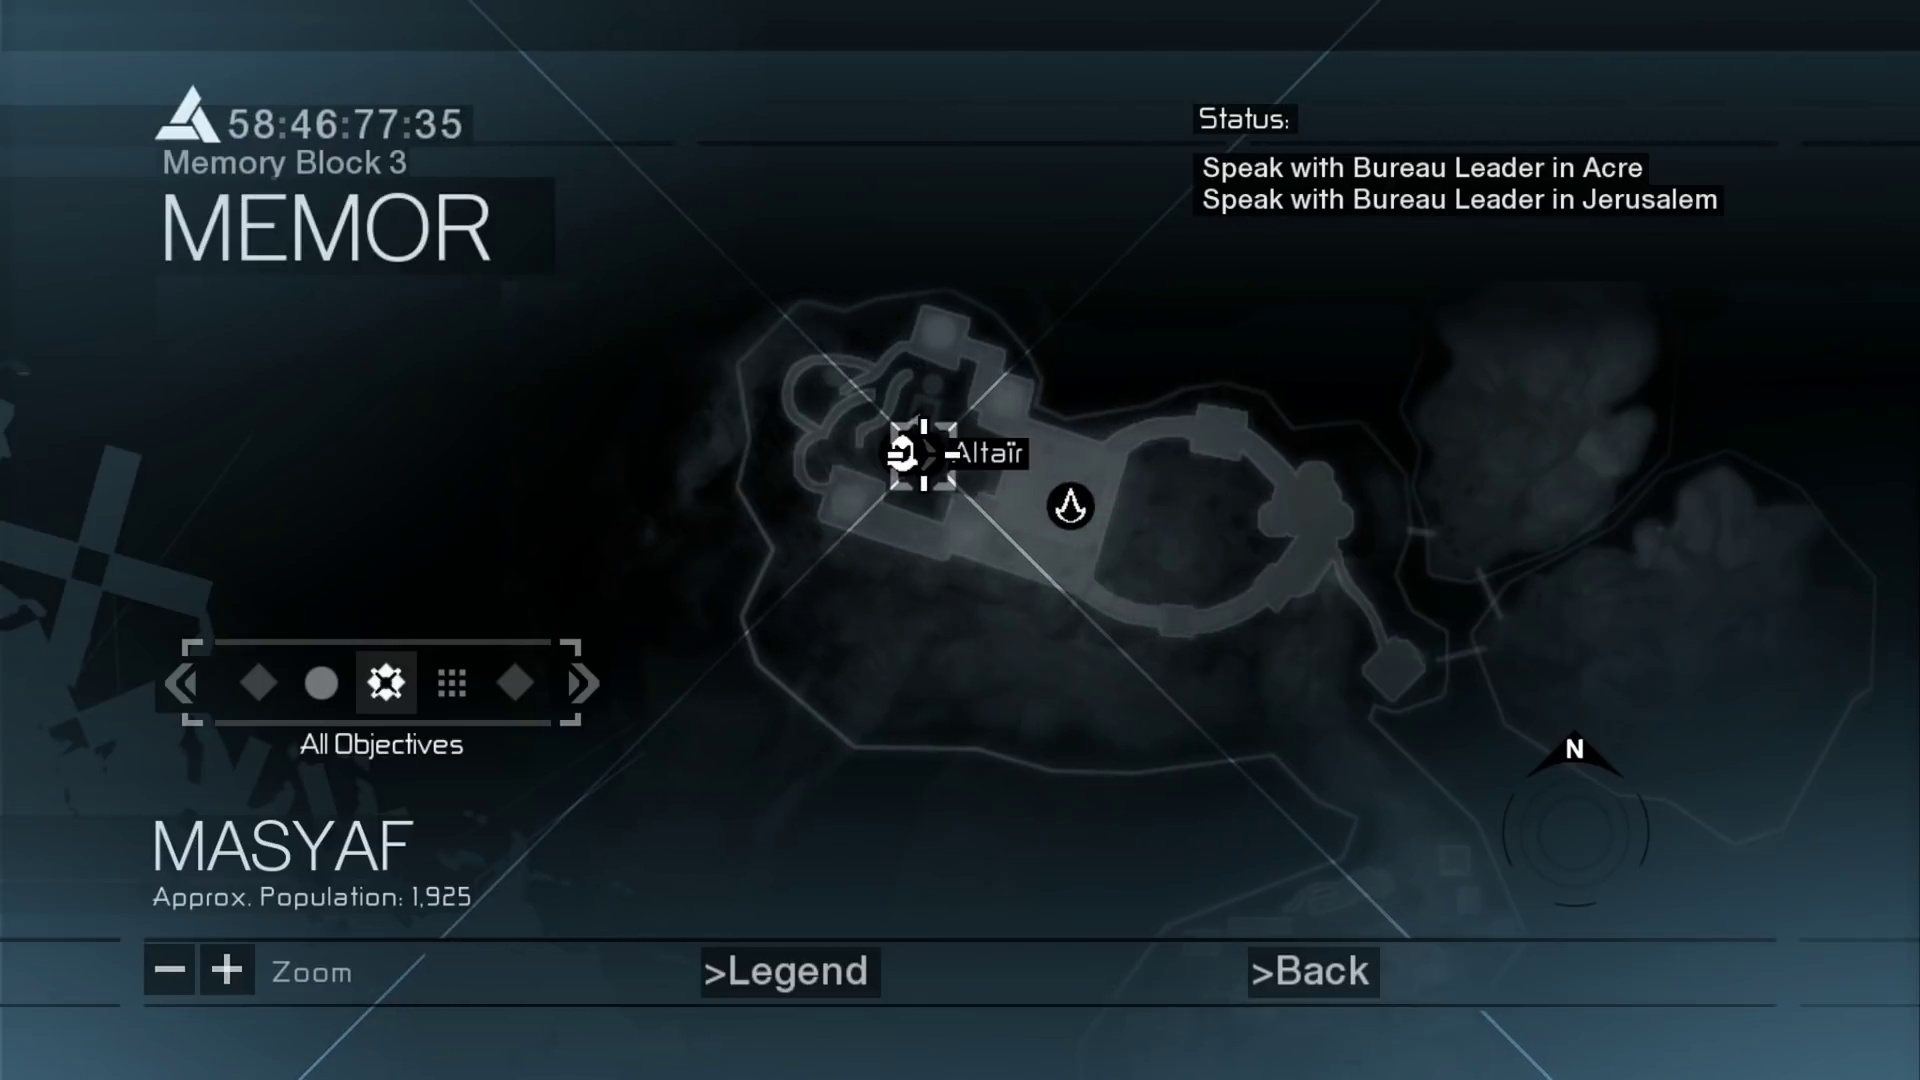 58:46:77:35
Memory Block 3
MEMOR
Status:
Speak with Bureau Leader in Acre
Speak with Bureau Leader in Jerusalem
Altaïr
All Objectives
N
MASYAF
Approx. Population: 1,925
− + Zoom
>Legend
>Back